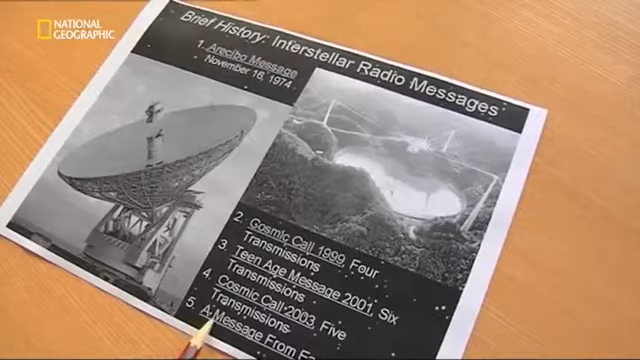 NATIONAL
GEOGRAPHIC
Brief History: Interstellar Radio Messages
1. Arecibo Message
November 16, 1974
2. Cosmic Call 1999, Four
Transmissions
3. Teen Age Message 2001, Six
Transmissions
4. Cosmic Call 2003, Five
Transmissions
5. A Message From